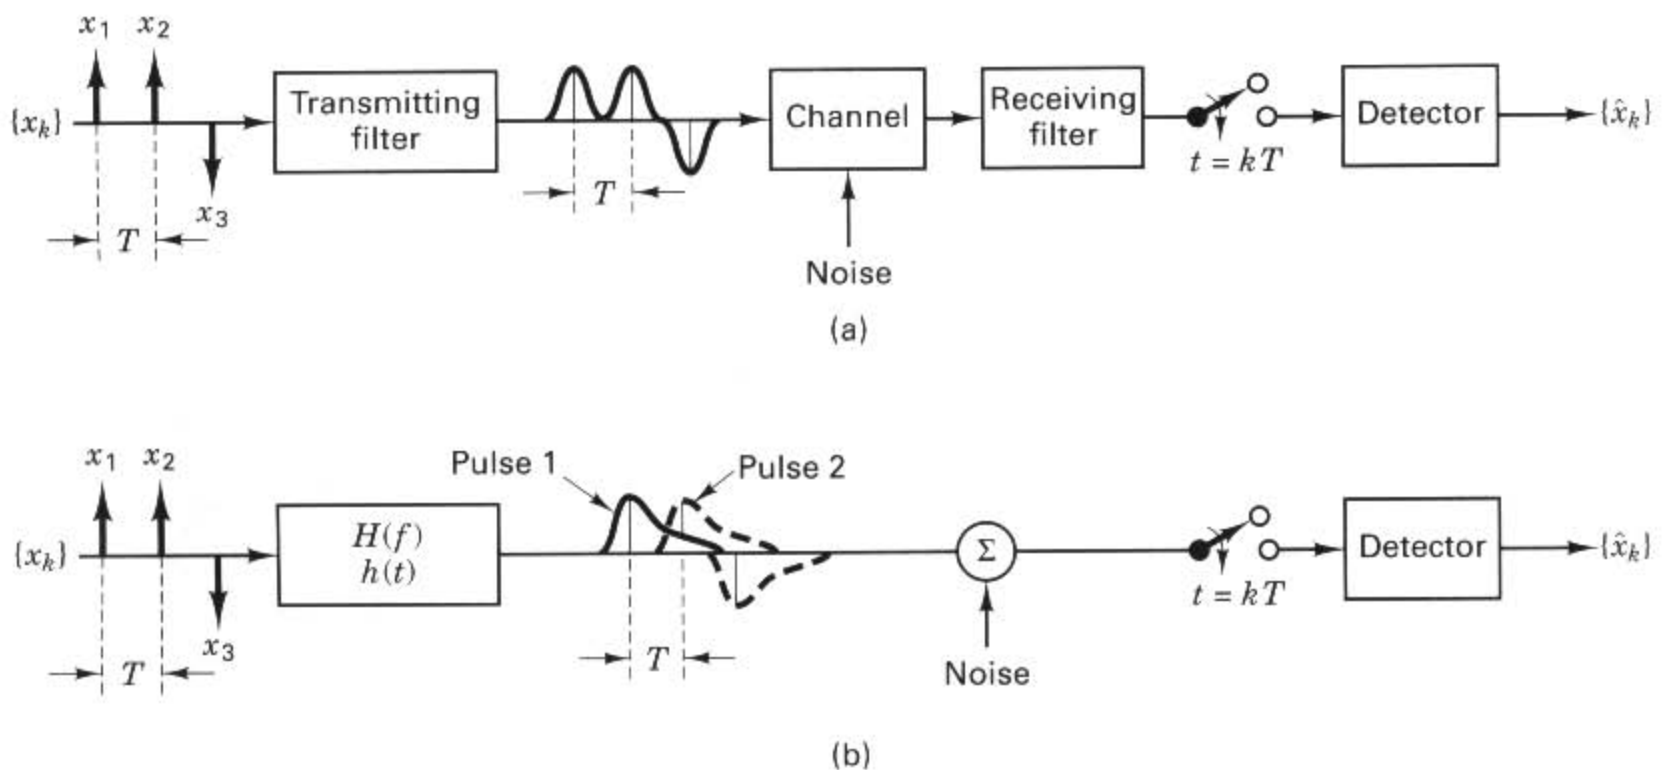 x1 x2
{xk}
Transmitting
filter
Channel
Receiving
filter
Detector
{x̂k}
t = kT
x3
T
T
Noise
(a)
x1 x2
Pulse 1
Pulse 2
{xk}
H(f)
h(t)
Σ
Detector
{x̂k}
t = kT
x3
T
T
Noise
(b)